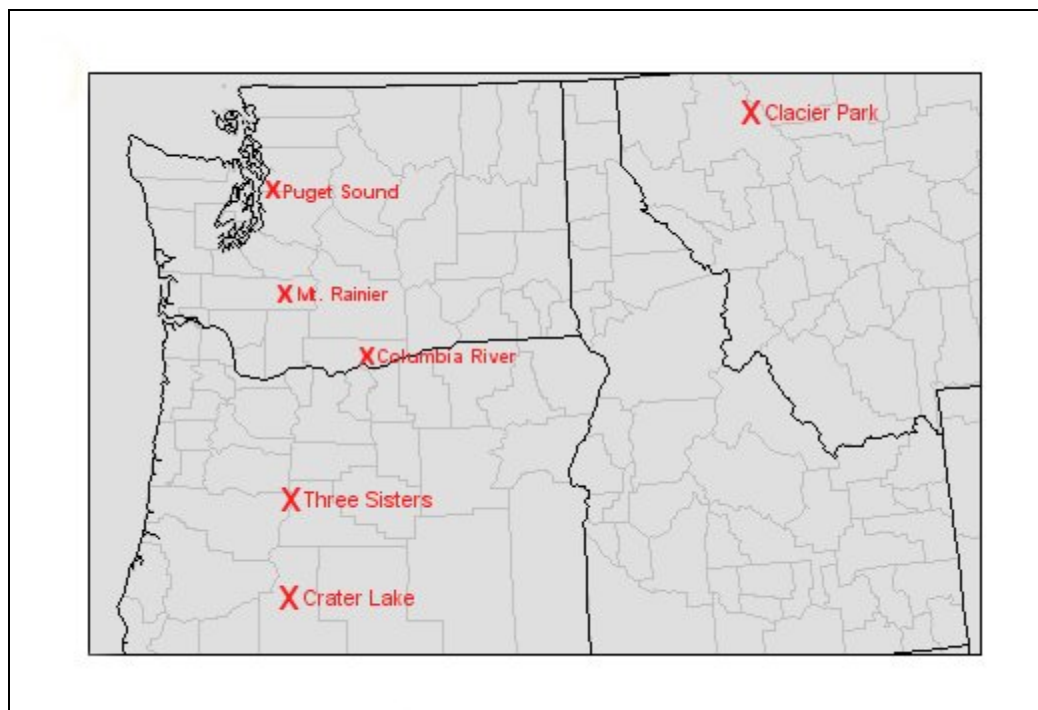 Clacier Park
Puget Sound
Mt. Rainier
Columbia River
Three Sisters
Crater Lake